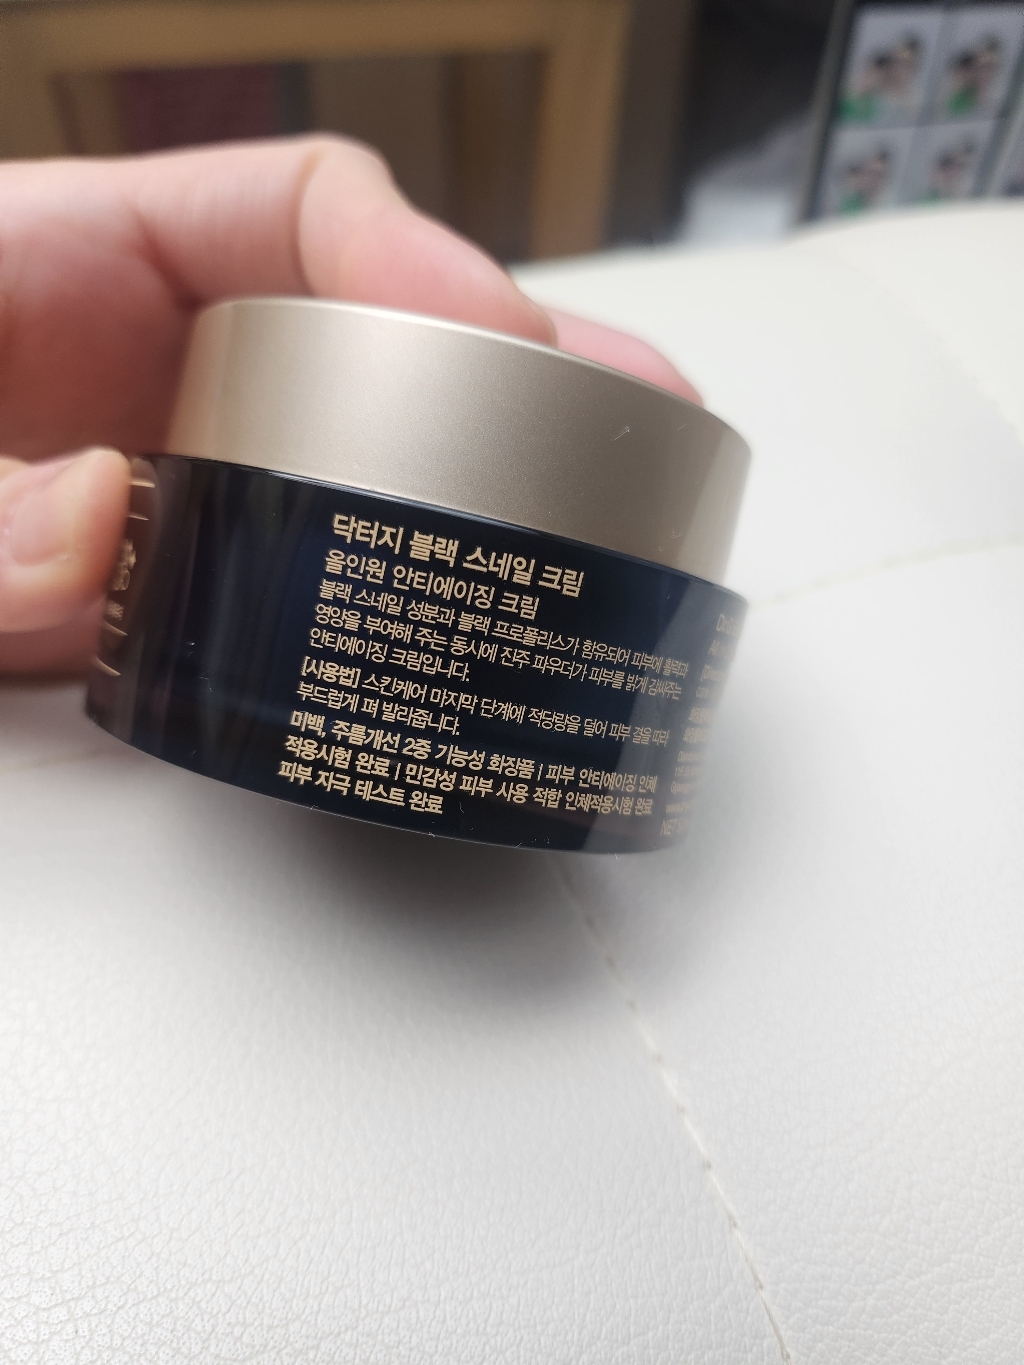 닥터지 블랙 스네일 크림
올인원 안티에이징 크림
블랙 스네일 성분과 블랙 프로폴리스가 함유되어 피부에 활력과
영양을 부여해 주는 동시에 진주 파우더가 피부를 밝게 감싸주는
안티에이징 크림입니다.
[사용법] 스킨케어 마지막 단계에 적당량을 덜어 피부 결을 따라
부드럽게 펴 발라줍니다.
미백, 주름개선 2중 기능성 화장품 | 피부 안티에이징 인체
적용시험 완료 | 민감성 피부 사용 적합 인체적용시험 완료
피부 자극 테스트 완료